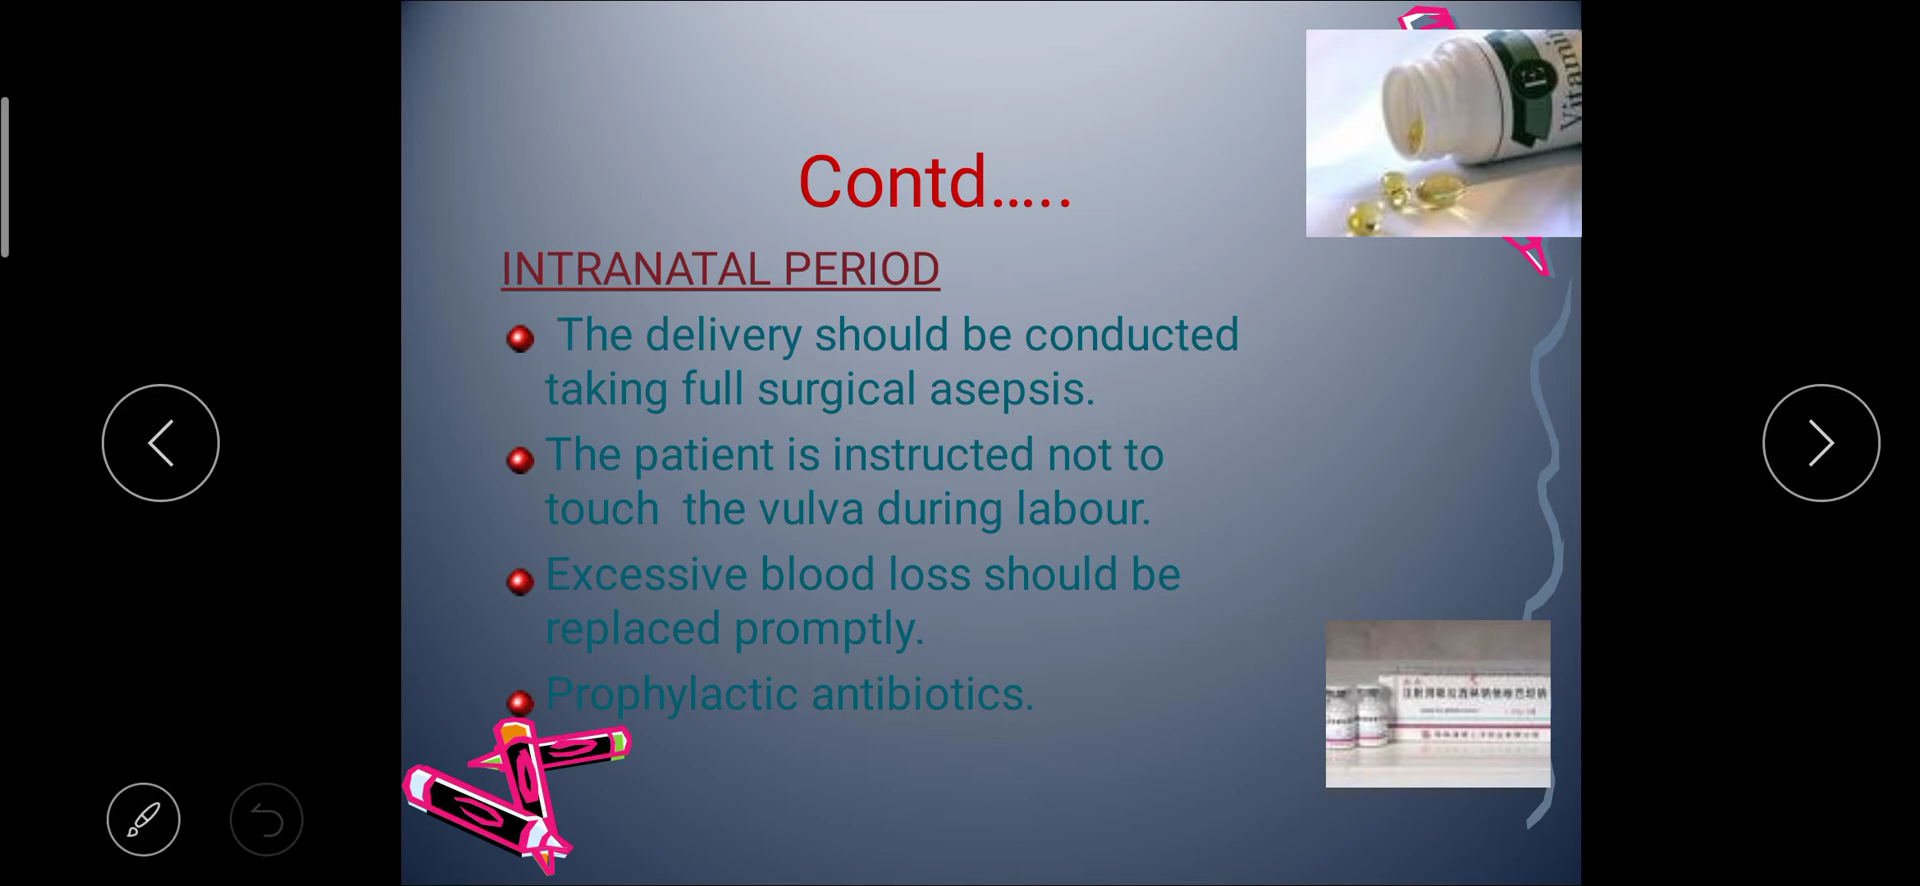 Vitamin
E
Contd.....
INTRANATAL PERIOD
The delivery should be conducted
taking full surgical asepsis.
The patient is instructed not to
touch the vulva during labour.
Excessive blood loss should be
replaced promptly.
Prophylactic antibiotics.